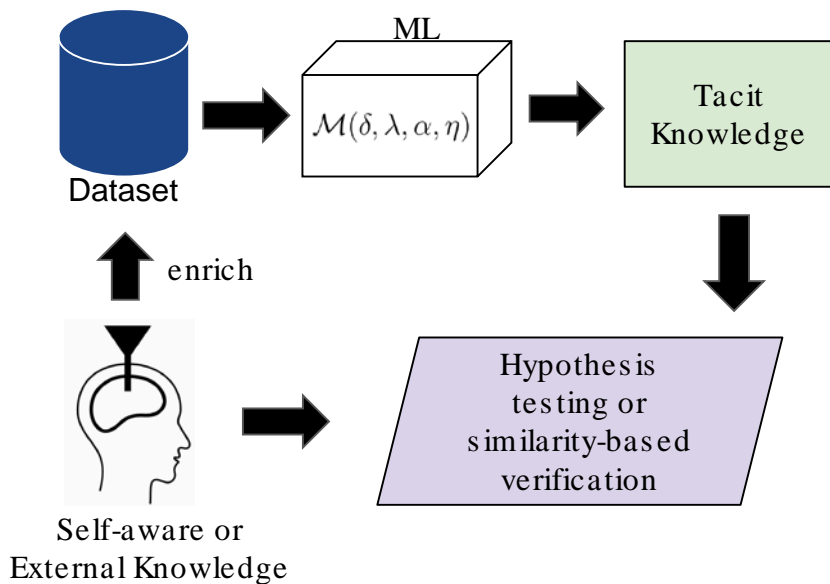 ML
M(δ, λ, α, η)
Tacit
Knowledge
Dataset
enrich
Hypothesis
testing or
similarity-based
verification
Self-aware or
External Knowledge